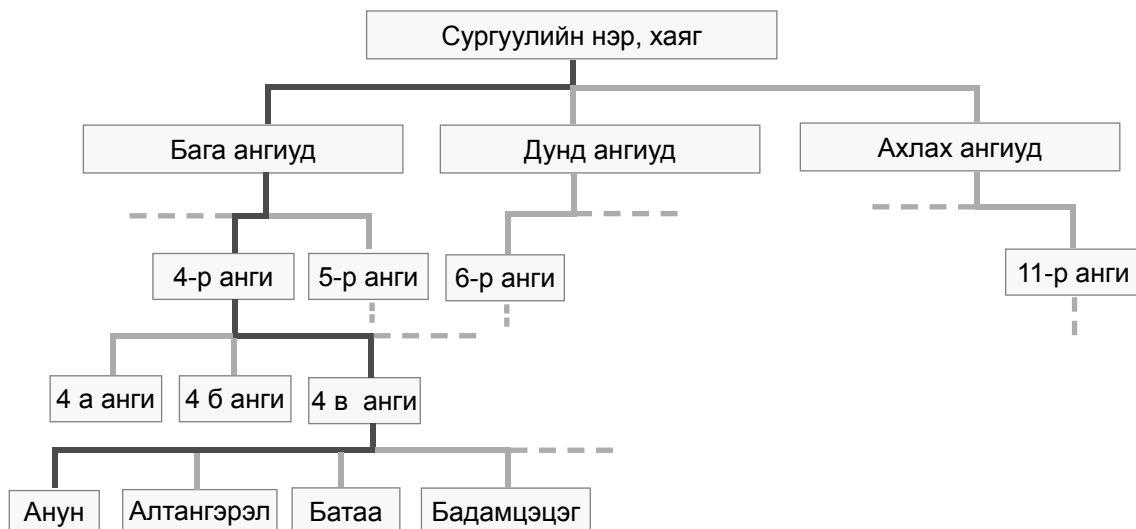 Сургуулийн нэр, хаяг
Бага ангиуд
Дунд ангиуд
Ахлах ангиуд
4-р анги
5-р анги
6-р анги
11-р анги
4 а анги
4 б анги
4 в анги
Анун
Алтангэрэл
Батаа
Бадамцэцэг